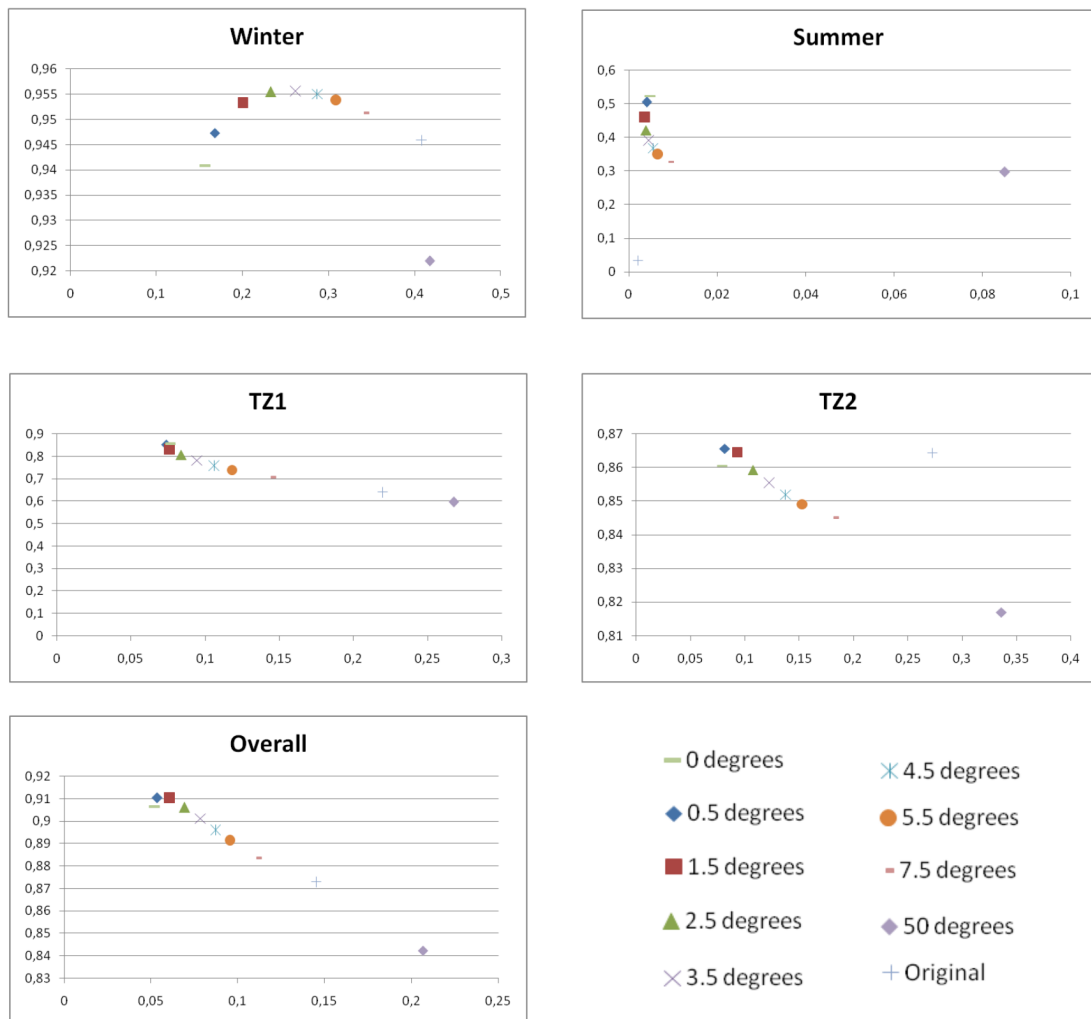 Winter
0,96
0,955
0,95
0,945
0,94
0,935
0,93
0,925
0,92
0 0,1 0,2 0,3 0,4 0,5
Summer
0,6
0,5
0,4
0,3
0,2
0,1
0
0 0,02 0,04 0,06 0,08 0,1
TZ1
0,9
0,8
0,7
0,6
0,5
0,4
0,3
0,2
0,1
0
0 0,05 0,1 0,15 0,2 0,25 0,3
TZ2
0,87
0,86
0,85
0,84
0,83
0,82
0,81
0 0,05 0,1 0,15 0,2 0,25 0,3 0,35 0,4
Overall
0,92
0,91
0,9
0,89
0,88
0,87
0,86
0,85
0,84
0,83
0 0,05 0,1 0,15 0,2 0,25
0 degrees
0.5 degrees
1.5 degrees
2.5 degrees
3.5 degrees
4.5 degrees
5.5 degrees
7.5 degrees
50 degrees
Original